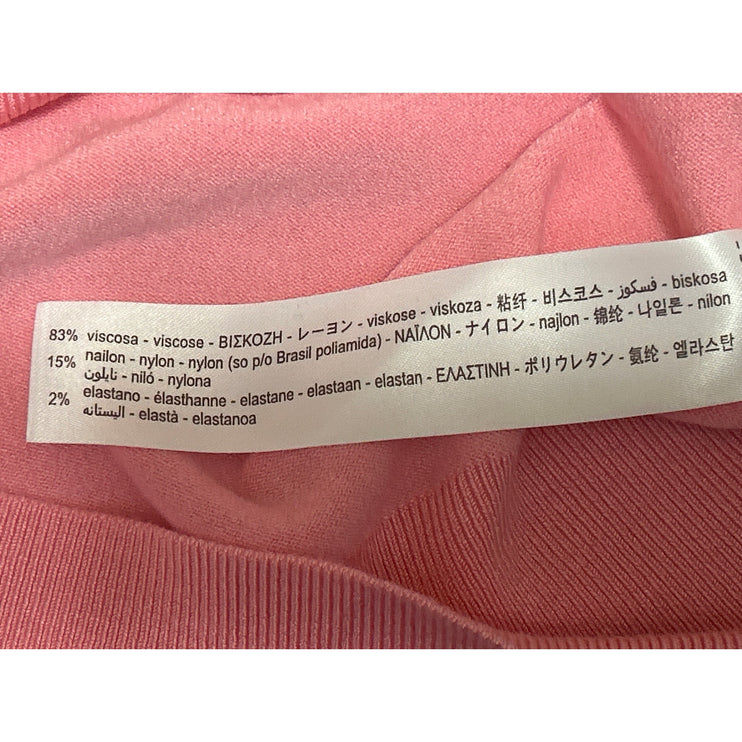 83% viscosa - viscose - ΒΙΣΚΟΖΗ - レーヨン - viskose - viskoza - 粘纤 - 비스코스 - فسكوز - biskosa
15% nailon - nylon - nylon (so p/o Brasil poliamida) - ΝΑΪΛΟΝ - ナイロン - najlon - 锦纶 - 나일론 - nilon
نايلون - niló - nylona
2% elastano - élasthanne - elastane - elastaan - elastan - ΕΛΑΣΤΙΝΗ - ポリウレタン - 氨纶 - 엘라스탄
اليستانه - elastà - elastanoa